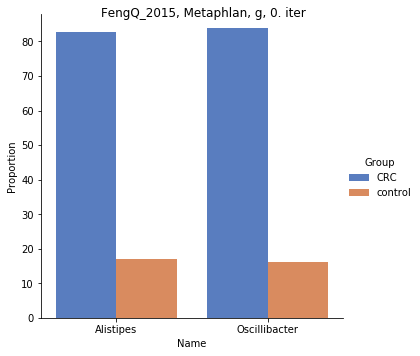 FengQ_2015, Metaphlan, g, 0. iter
80
70
60
50
40
30
20
10
0
Proportion
Alistipes
Oscillibacter
Name
Group
CRC
control